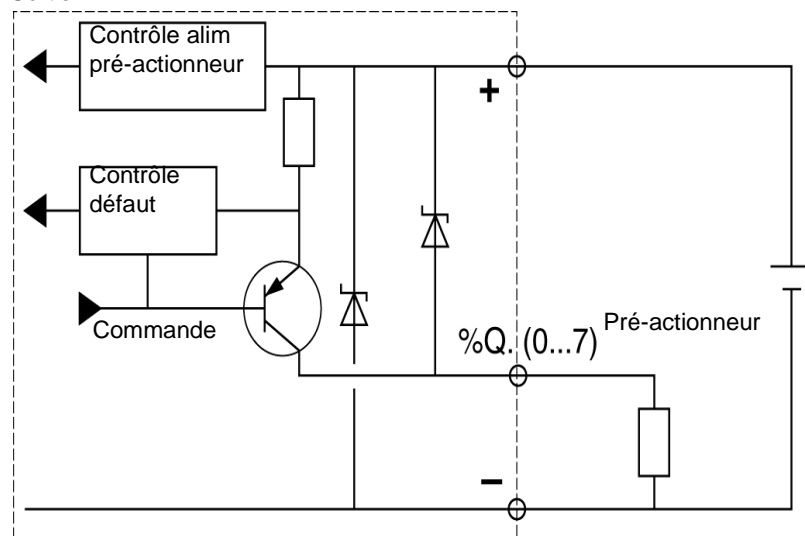 Contrôle alim
pré-actionneur
+
Contrôle
défaut
Commande
%Q. (0...7)
Pré-actionneur
−